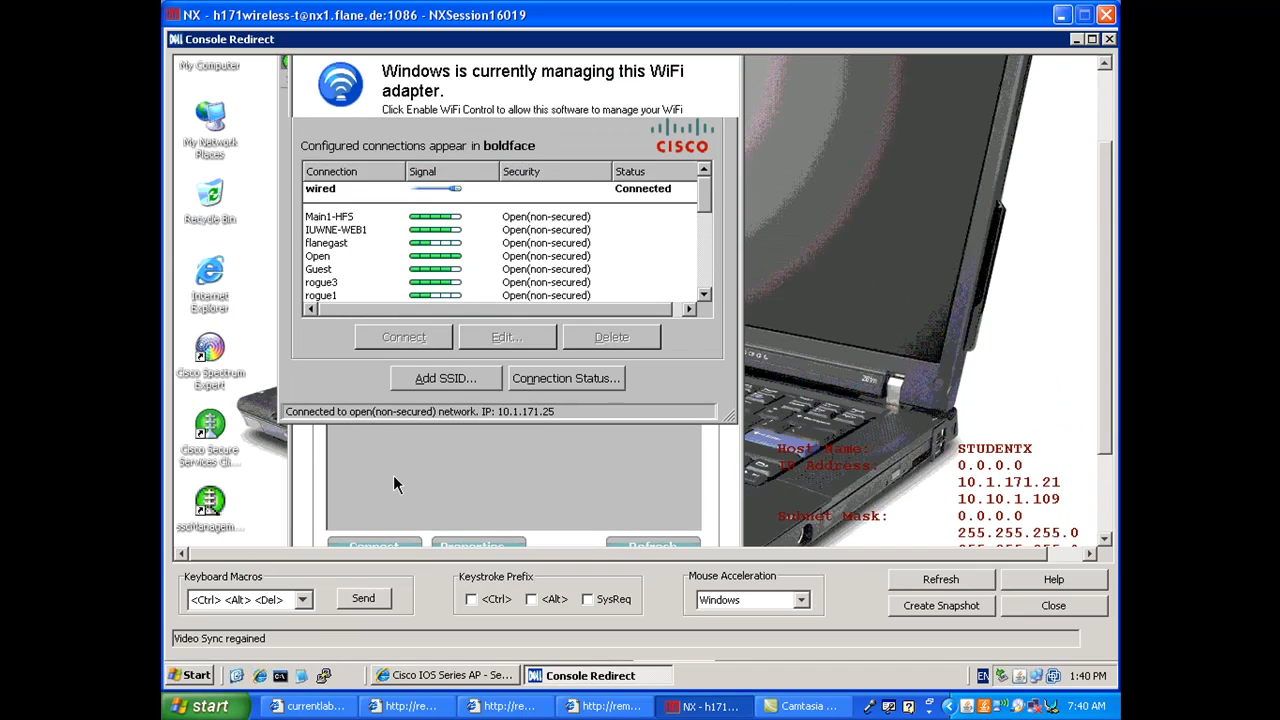 NX - h171wireless-t@nx1.flane.de:1086 - NXSession16019
Console Redirect
My Computer
My Network
Places
Recycle Bin
Internet
Explorer
Cisco Spectrum
Expert
Cisco Secure
Services Cli...
sscManagem...
Windows is currently managing this WiFi
adapter.
Click Enable WiFi Control to allow this software to manage your WiFi
CISCO
Configured connections appear in boldface
Connection Signal Security Status
wired Connected
Main1-HFS Open(non-secured)
IUWNE-WEB1 Open(non-secured)
flanegast Open(non-secured)
Open Open(non-secured)
Guest Open(non-secured)
rogue3 Open(non-secured)
rogue1 Open(non-secured)
Connect Edit... Delete
Add SSID... Connection Status...
Connected to open(non-secured) network. IP: 10.1.171.25
Connect Properties Refresh
Host Name: STUDENTX
IP Address: 0.0.0.0
10.1.171.21
10.10.1.109
Subnet Mask: 0.0.0.0
255.255.255.0
Keyboard Macros
<Ctrl> <Alt> <Del>
Send
Keystroke Prefix
<Ctrl> <Alt> SysReq
Mouse Acceleration
Windows
Refresh Help
Create Snapshot Close
Video Sync regained
Start Cisco IOS Series AP - Se... Console Redirect EN 1:40 PM
start currentlab... http://re... http://re... http://rem... NX - h171... Camtasia ... 7:40 AM